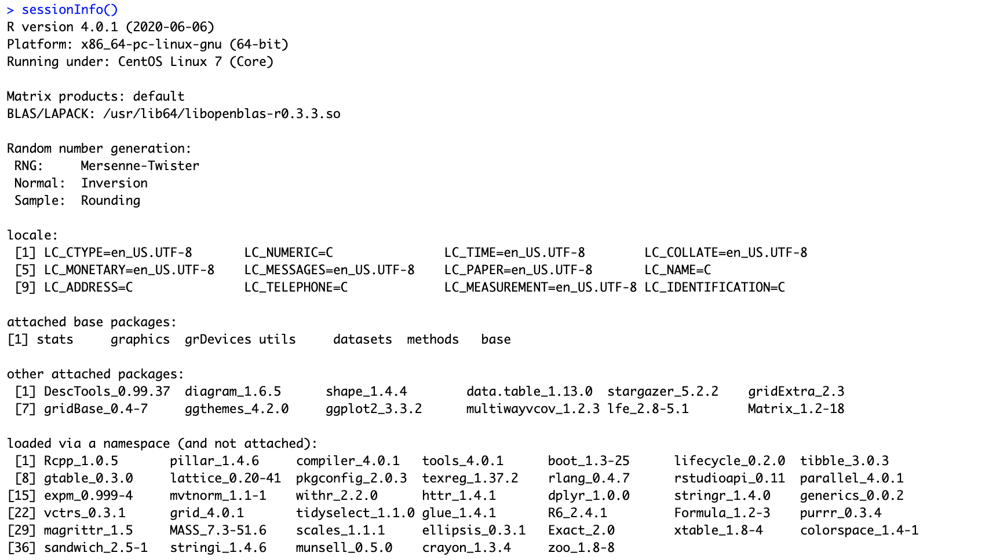 > sessionInfo()
R version 4.0.1 (2020-06-06)
Platform: x86_64-pc-linux-gnu (64-bit)
Running under: CentOS Linux 7 (Core)

Matrix products: default
BLAS/LAPACK: /usr/lib64/libopenblas-r0.3.3.so

Random number generation:
 RNG:     Mersenne-Twister
 Normal:  Inversion
 Sample:  Rounding

locale:
 [1] LC_CTYPE=en_US.UTF-8       LC_NUMERIC=C               LC_TIME=en_US.UTF-8        LC_COLLATE=en_US.UTF-8
 [5] LC_MONETARY=en_US.UTF-8    LC_MESSAGES=en_US.UTF-8    LC_PAPER=en_US.UTF-8       LC_NAME=C
 [9] LC_ADDRESS=C               LC_TELEPHONE=C             LC_MEASUREMENT=en_US.UTF-8 LC_IDENTIFICATION=C

attached base packages:
[1] stats     graphics  grDevices utils     datasets  methods   base

other attached packages:
 [1] DescTools_0.99.37  diagram_1.6.5      shape_1.4.4        data.table_1.13.0  stargazer_5.2.2    gridExtra_2.3
 [7] gridBase_0.4-7     ggthemes_4.2.0     ggplot2_3.3.2      multiwayvcov_1.2.3 lfe_2.8-5.1        Matrix_1.2-18

loaded via a namespace (and not attached):
 [1] Rcpp_1.0.5       pillar_1.4.6     compiler_4.0.1   tools_4.0.1      boot_1.3-25      lifecycle_0.2.0  tibble_3.0.3
 [8] gtable_0.3.0     lattice_0.20-41  pkgconfig_2.0.3  texreg_1.37.2    rlang_0.4.7      rstudioapi_0.11  parallel_4.0.1
[15] expm_0.999-4     mvtnorm_1.1-1    withr_2.2.0      httr_1.4.1       dplyr_1.0.0      stringr_1.4.0    generics_0.0.2
[22] vctrs_0.3.1      grid_4.0.1       tidyselect_1.1.0 glue_1.4.1       R6_2.4.1         Formula_1.2-3    purrr_0.3.4
[29] magrittr_1.5     MASS_7.3-51.6    scales_1.1.1     ellipsis_0.3.1   Exact_2.0        xtable_1.8-4     colorspace_1.4-1
[36] sandwich_2.5-1   stringi_1.4.6    munsell_0.5.0    crayon_1.3.4     zoo_1.8-8